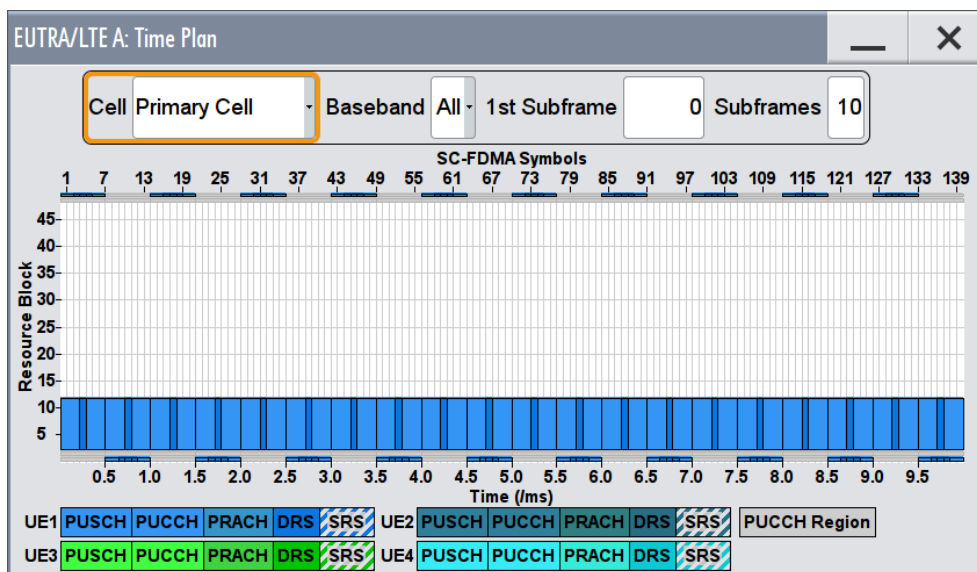 EUTRA/LTE A: Time Plan
Cell Primary Cell Baseband All 1st Subframe 0 Subframes 10
SC-FDMA Symbols
1 7 13 19 25 31 37 43 49 55 61 67 73 79 85 91 97 103 109 115 121 127 133 139
Resource Block
45
40
35
30
25
20
15
10
5
0.5 1.0 1.5 2.0 2.5 3.0 3.5 4.0 4.5 5.0 5.5 6.0 6.5 7.0 7.5 8.0 8.5 9.0 9.5
Time (/ms)
UE1 PUSCH PUCCH PRACH DRS SRS UE2 PUSCH PUCCH PRACH DRS SRS PUCCH Region
UE3 PUSCH PUCCH PRACH DRS SRS UE4 PUSCH PUCCH PRACH DRS SRS